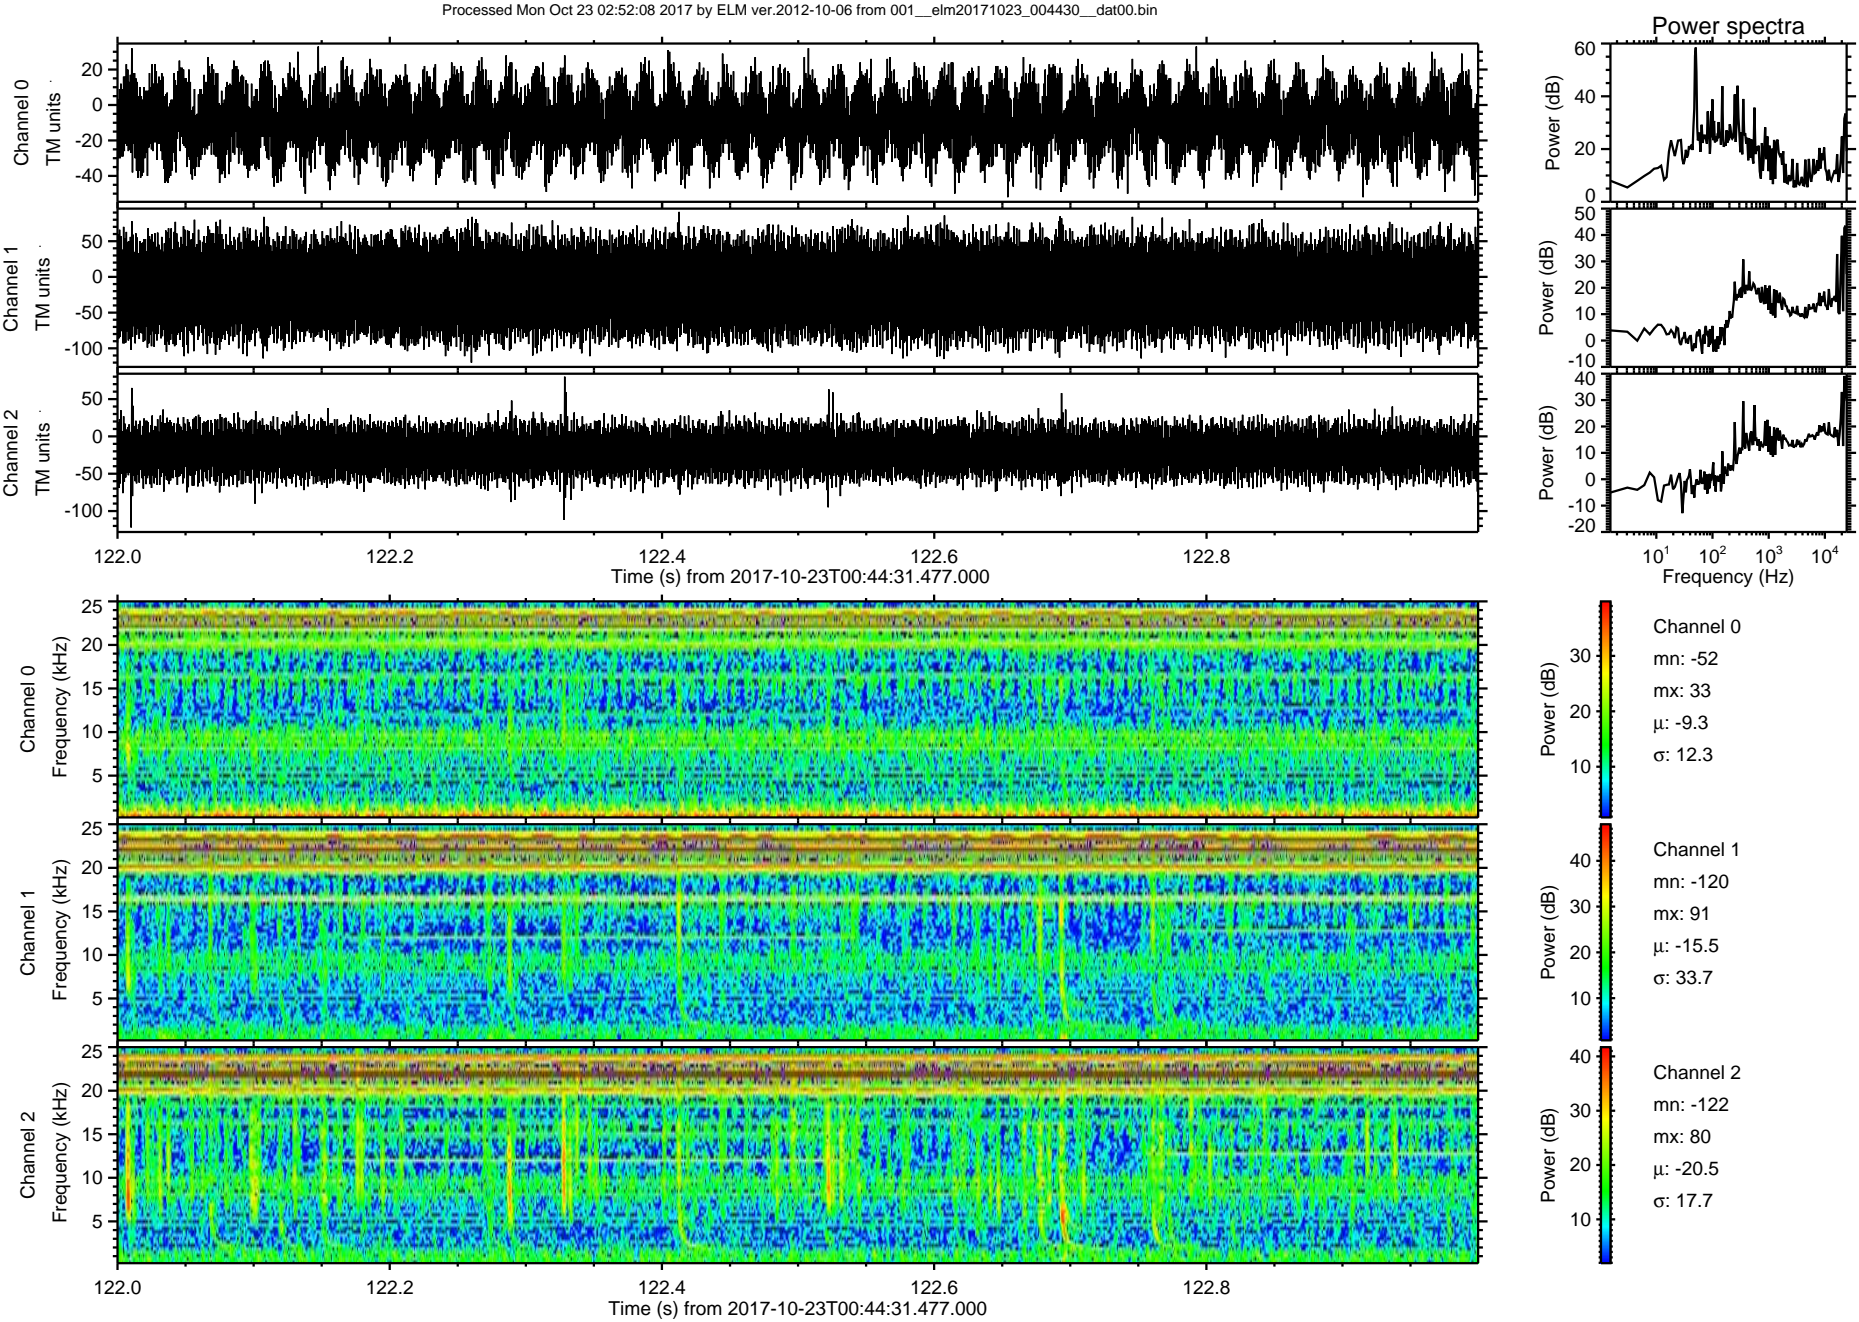 Processed Mon Oct 23 02:52:08 2017 by ELM ver.2012-10-06 from 001__elm20171023_004430__dat00.bin
Power spectra
Channel 0
TM units
20
0
-20
-40
Power (dB)
60
40
20
0
Channel 1
TM units
50
0
-50
-100
Power (dB)
50
40
30
20
10
0
-10
Channel 2
TM units
50
0
-50
-100
Power (dB)
40
30
20
10
0
-10
-20
122.0 122.2 122.4 122.6 122.8
Time (s) from 2017-10-23T00:44:31.477.000
10¹ 10² 10³ 10⁴
Frequency (Hz)
Channel 0
Frequency (kHz)
25
20
15
10
5
Power (dB)
30
20
10
Channel 0
mn: -52
mx: 33
μ: -9.3
σ: 12.3
Channel 1
Frequency (kHz)
25
20
15
10
5
Power (dB)
40
30
20
10
Channel 1
mn: -120
mx: 91
μ: -15.5
σ: 33.7
Channel 2
Frequency (kHz)
25
20
15
10
5
Power (dB)
40
30
20
10
Channel 2
mn: -122
mx: 80
μ: -20.5
σ: 17.7
122.0 122.2 122.4 122.6 122.8
Time (s) from 2017-10-23T00:44:31.477.000